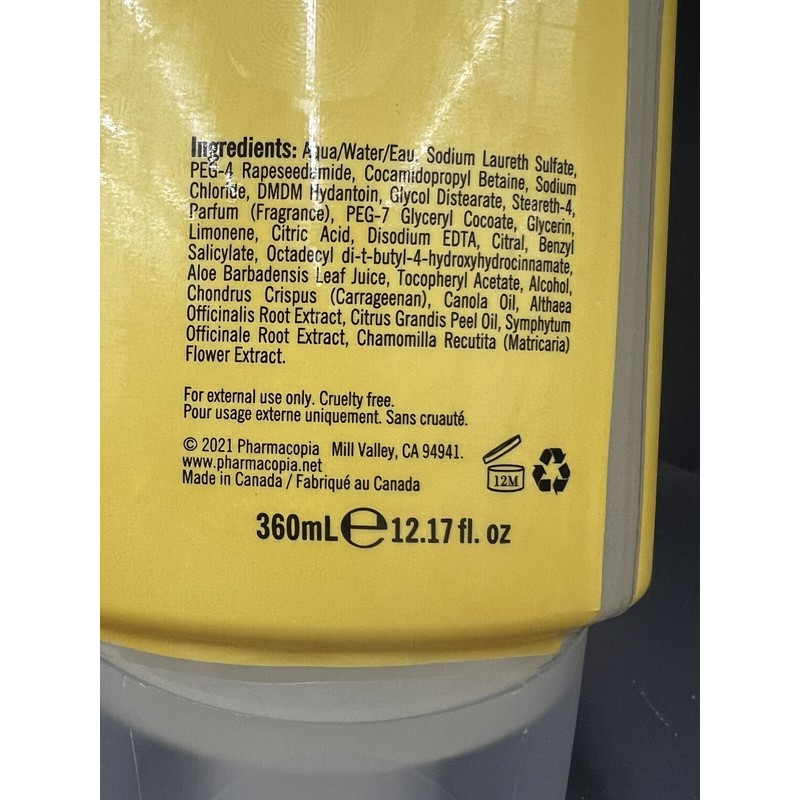 Ingredients: Aqua/Water/Eau, Sodium Laureth Sulfate,
PEG-4 Rapeseedamide, Cocamidopropyl Betaine, Sodium
Chloride, DMDM Hydantoin, Glycol Distearate, Steareth-4,
Parfum (Fragrance), PEG-7 Glyceryl Cocoate, Glycerin,
Limonene, Citric Acid, Disodium EDTA, Citral, Benzyl
Salicylate, Octadecyl di-t-butyl-4-hydroxyhydrocinnamate,
Aloe Barbadensis Leaf Juice, Tocopheryl Acetate, Alcohol,
Chondrus Crispus (Carrageenan), Canola Oil, Althaea
Officinalis Root Extract, Citrus Grandis Peel Oil, Symphytum
Officinale Root Extract, Chamomilla Recutita (Matricaria)
Flower Extract.
For external use only. Cruelty free.
Pour usage externe uniquement. Sans cruauté.
© 2021 Pharmacopia Mill Valley, CA 94941.
www.pharmacopia.net
Made in Canada / Fabriqué au Canada
12M
360mL ℮ 12.17 fl. oz